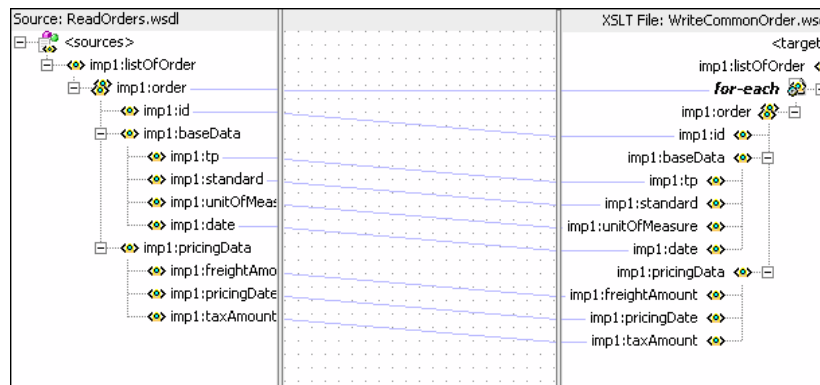 Source: ReadOrders.wsdl
<sources>
imp1:listOfOrder
imp1:order
imp1:id
imp1:baseData
imp1:tp
imp1:standard
imp1:unitOfMeas
imp1:date
imp1:pricingData
imp1:freightAmo
imp1:pricingDate
imp1:taxAmount
XSLT File: WriteCommonOrder.wsd
<target
imp1:listOfOrder
for-each
imp1:order
imp1:id
imp1:baseData
imp1:tp
imp1:standard
imp1:unitOfMeasure
imp1:date
imp1:pricingData
imp1:freightAmount
imp1:pricingDate
imp1:taxAmount